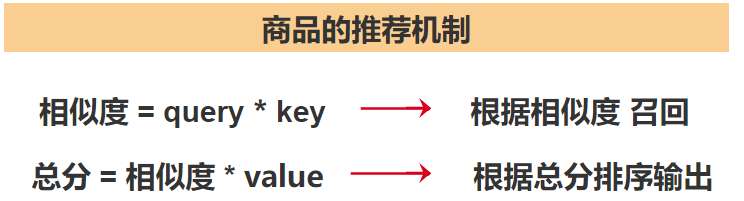 商品的推荐机制
相似度 = query * key → 根据相似度 召回
总分 = 相似度 * value → 根据总分排序输出